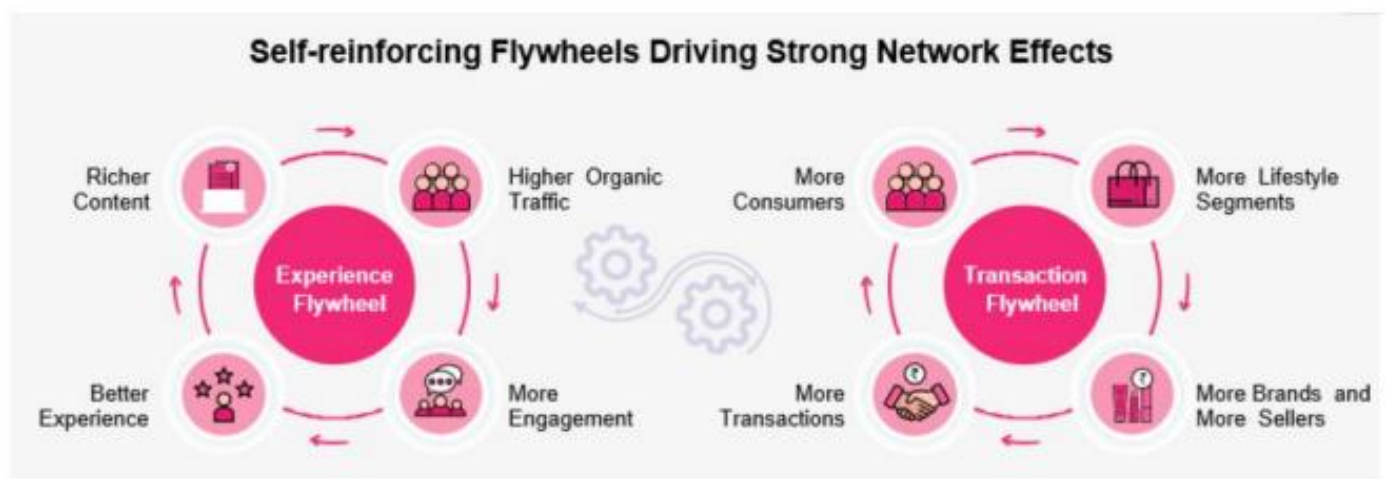 Self-reinforcing Flywheels Driving Strong Network Effects
Richer
Content
Higher Organic
Traffic
Experience
Flywheel
Better
Experience
More
Engagement
More
Consumers
More Lifestyle
Segments
Transaction
Flywheel
₹
More
Transactions
₹
More Brands and
More Sellers